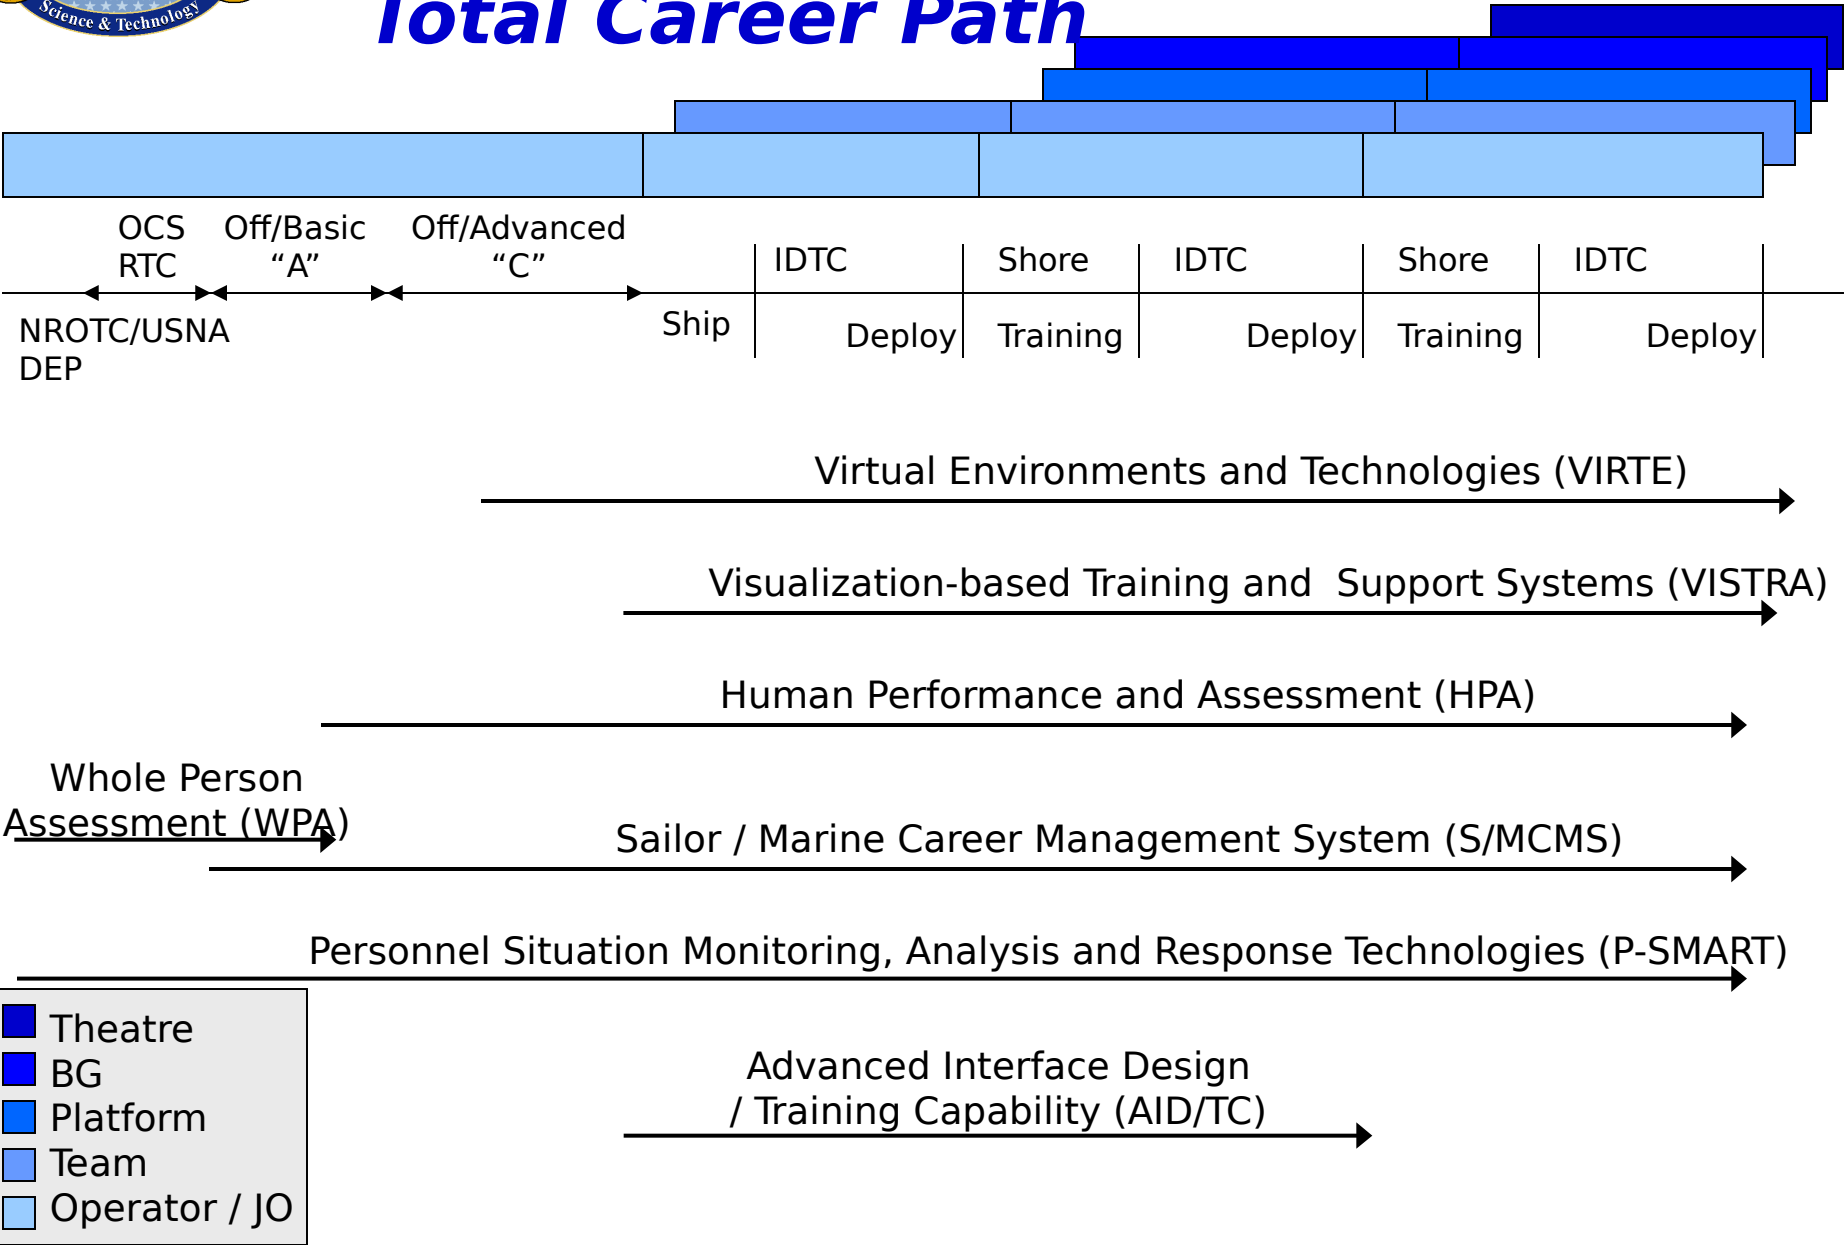 Science & Technology
Total Career Path
OCS
RTC
Off/Basic
“A”
Off/Advanced
“C”
IDTC
Shore
IDTC
Shore
IDTC
NROTC/USNA
DEP
Ship
Deploy
Training
Deploy
Training
Deploy
Virtual Environments and Technologies (VIRTE)
Visualization-based Training and  Support Systems (VISTRA)
Human Performance and Assessment (HPA)
Whole Person
Assessment (WPA)
Sailor / Marine Career Management System (S/MCMS)
Personnel Situation Monitoring, Analysis and Response Technologies (P-SMART)
Theatre
BG
Platform
Team
Operator / JO
Advanced Interface Design
/ Training Capability (AID/TC)